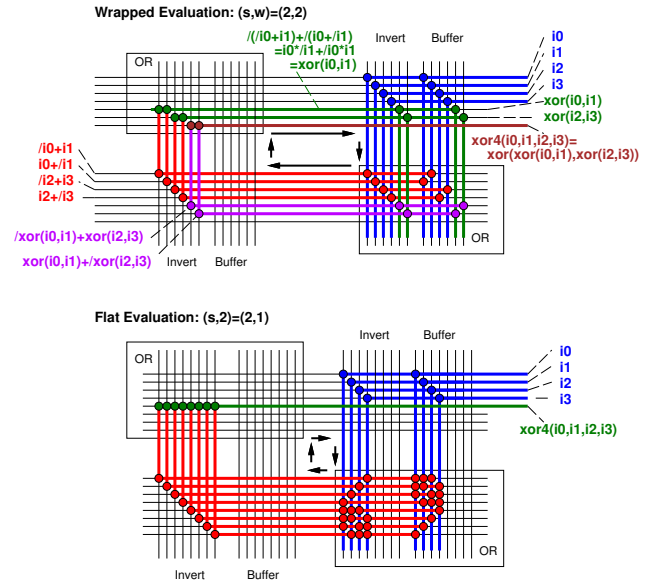 Wrapped Evaluation: (s,w)=(2,2)
/(/i0+i1)+/(i0+/i1)
=i0*/i1+/i0*i1
=xor(i0,i1)
Invert Buffer
OR
i0
i1
i2
i3
xor(i0,i1)
xor(i2,i3)
xor4(i0,i1,i2,i3)=
xor(xor(i0,i1),xor(i2,i3))
/i0+i1
i0+/i1
/i2+i3
i2+/i3
/xor(i0,i1)+xor(i2,i3)
xor(i0,i1)+/xor(i2,i3)
Invert Buffer
OR
Flat Evaluation: (s,2)=(2,1)
Invert Buffer
OR
i0
i1
i2
i3
xor4(i0,i1,i2,i3)
OR
Invert Buffer